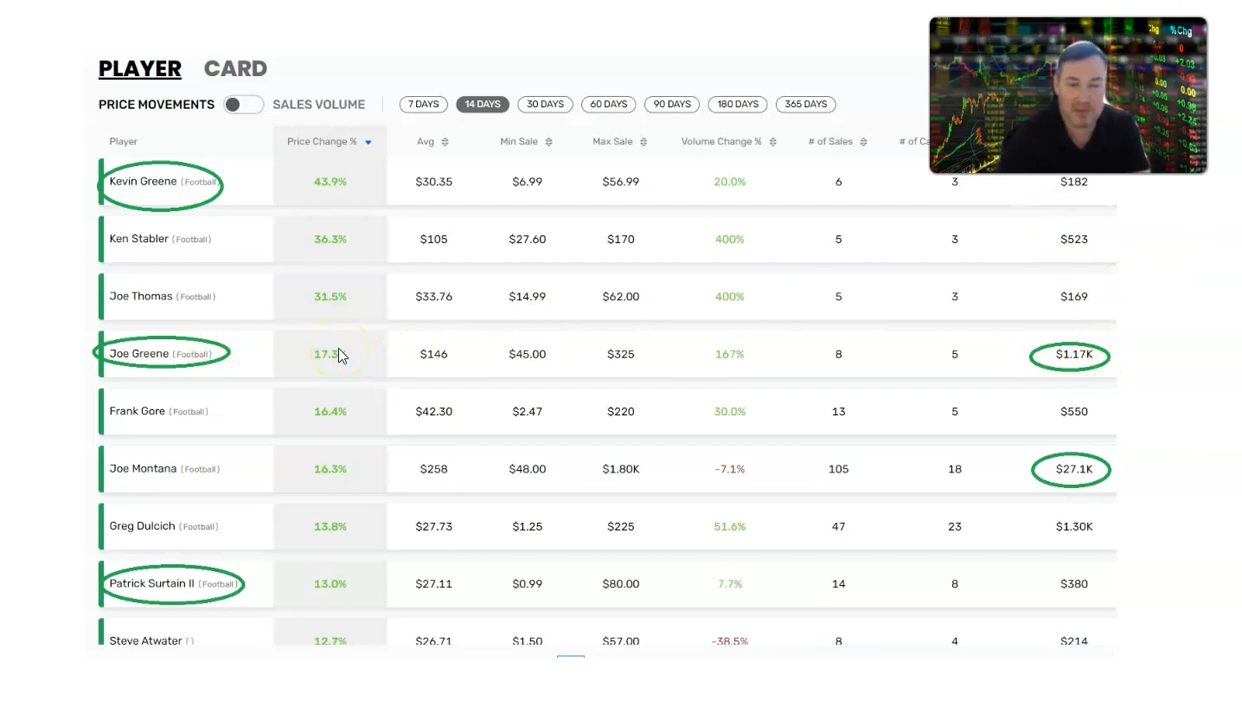 PLAYER CARD
PRICE MOVEMENTS SALES VOLUME 7 DAYS 14 DAYS 30 DAYS 60 DAYS 90 DAYS 180 DAYS 365 DAYS
Player Price Change % Avg Min Sale Max Sale Volume Change % # of Sales # of
Kevin Greene (Football) 43.9% $30.35 $6.99 $56.99 20.0% 6 3 $182
Ken Stabler (Football) 36.3% $105 $27.60 $170 400% 5 3 $523
Joe Thomas (Football) 31.5% $33.76 $14.99 $62.00 400% 5 3 $169
Joe Greene (Football) 17.3 $146 $45.00 $325 167% 8 5 $1.17K
Frank Gore (Football) 16.4% $42.30 $2.47 $220 30.0% 13 5 $550
Joe Montana (Football) 16.3% $258 $48.00 $1.80K -7.1% 105 18 $27.1K
Greg Dulcich (Football) 13.8% $27.73 $1.25 $225 51.6% 47 23 $1.30K
Patrick Surtain II (Football) 13.0% $27.11 $0.99 $80.00 7.7% 14 8 $380
Steve Atwater () 12.7% $26.71 $1.50 $57.00 -38.5% 8 4 $214
Chg %Chg